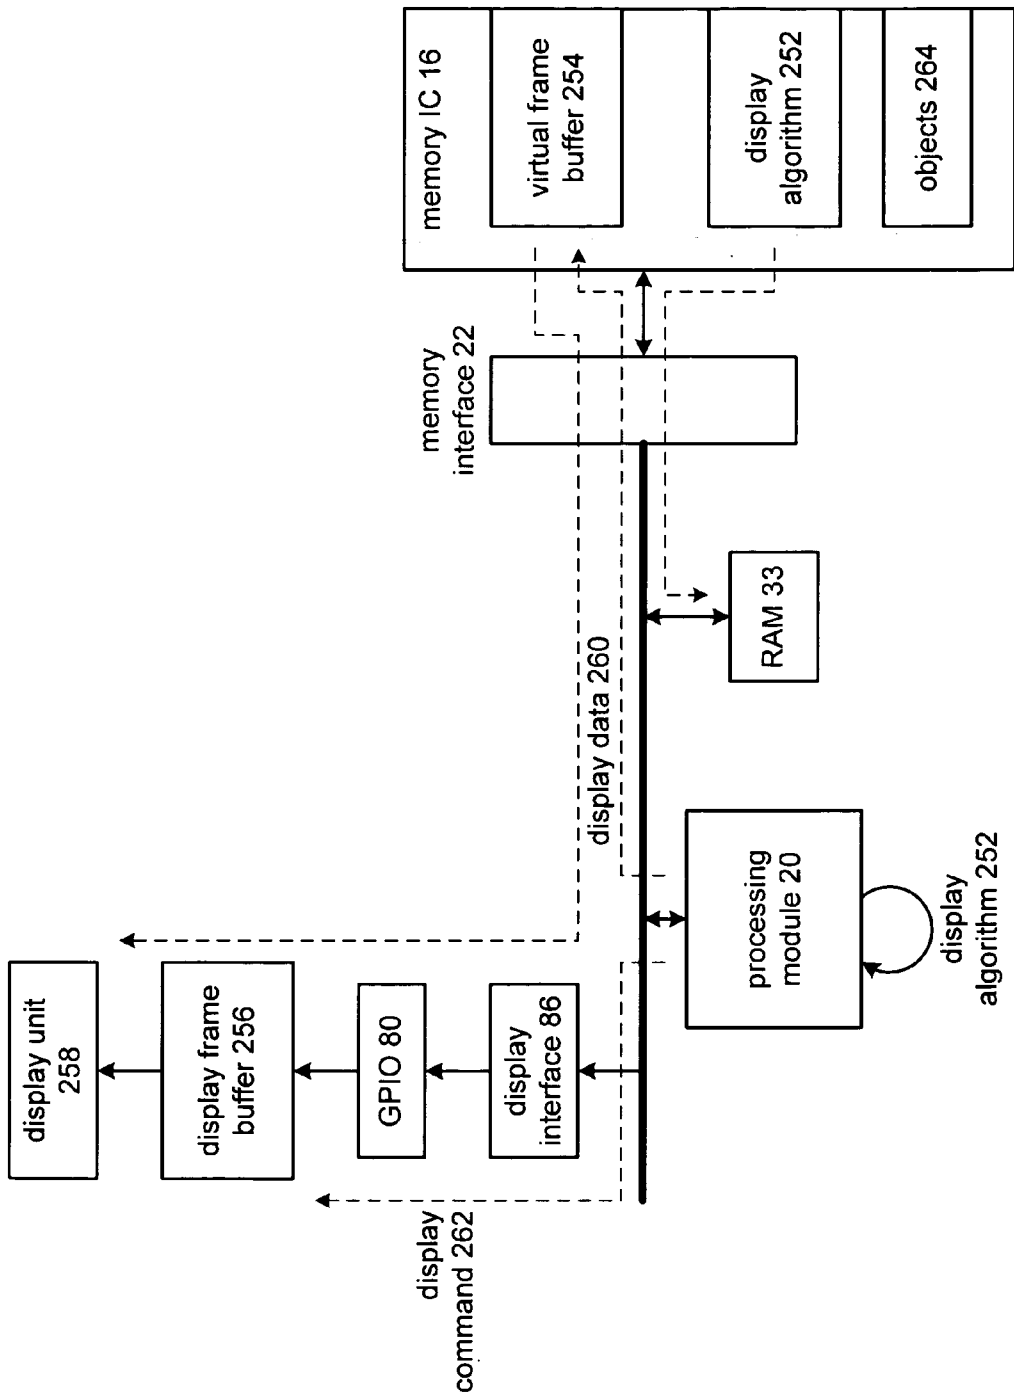 display unit
258
display frame
buffer 256
GPIO 80
display
interface 86
display
command 262
display data 260
processing
module 20
display
algorithm 252
RAM 33
memory
interface 22
memory IC 16
virtual frame
buffer 254
display
algorithm 252
objects 264